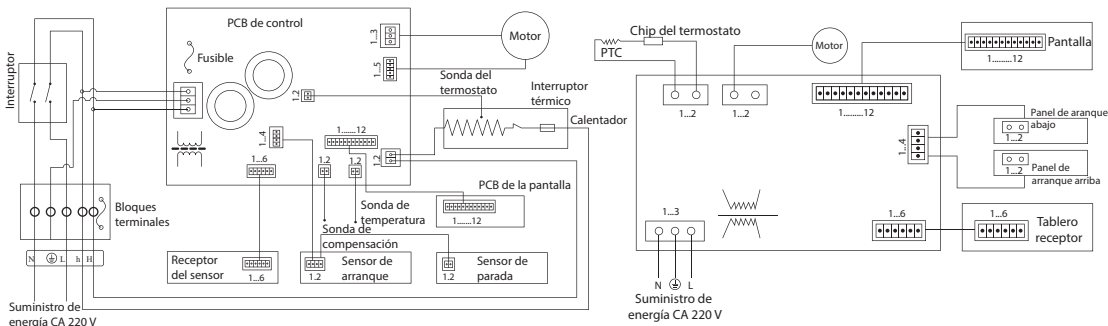 Interruptor
PCB de control
Fusible
1...3
1...5
Motor
Sonda del
termostato
Interruptor
térmico
Calentador
1.2
1...4
1........12
1...6
1.2
1.2
1.2
Bloques
terminales
Sonda de
temperatura
Sonda de
compensación
PCB de la pantalla
1........12
N
L
h
H
Receptor
del sensor
1...6
Sensor de
arranque
1.2
Sensor de
parada
1.2
Suministro de
energía CA 220 V
Chip del termostato
PTC
Motor
Pantalla
1.........12
1...2
1...2
1.........12
1...4
Panel de aranque
abajo
1...2
Panel de
arranque arriba
1...2
1...3
1...6
1...6
Tablero
receptor
N
L
Suministro de
energía CA 220 V